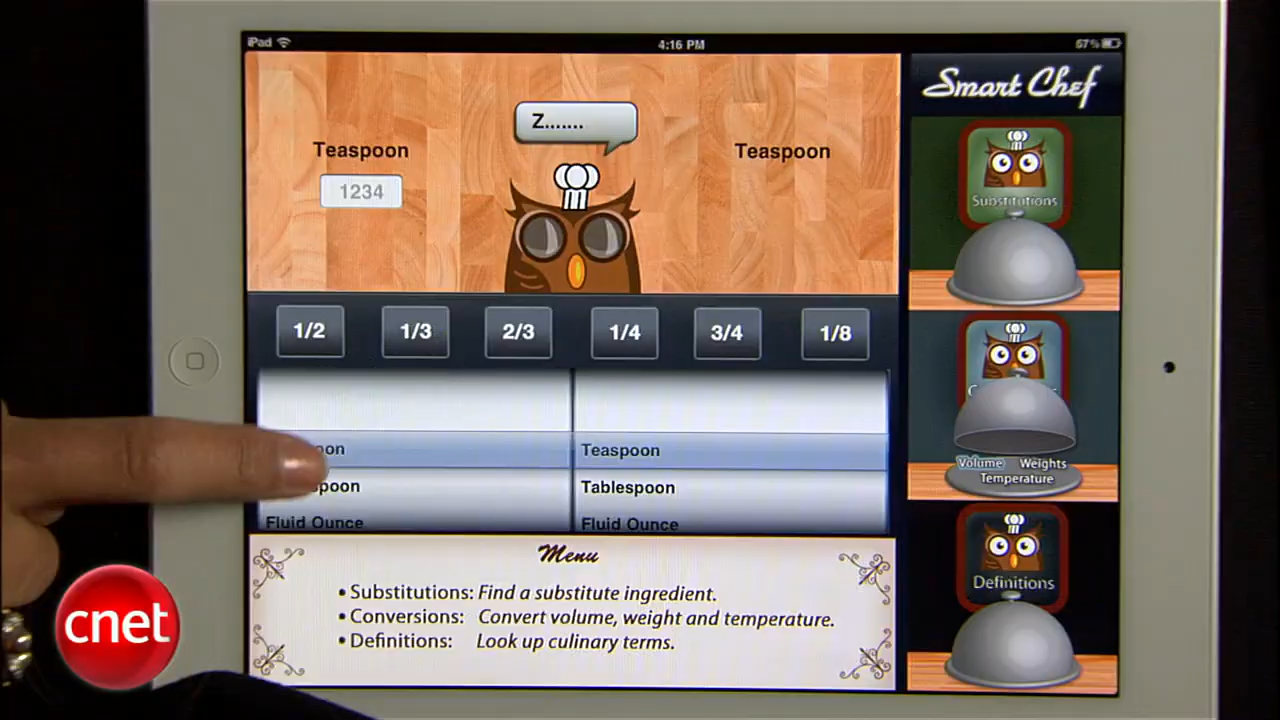 iPad
4:16 PM
57%
Smart Chef
Z.......
Teaspoon
1234
Teaspoon
Substitutions
1/2
1/3
2/3
1/4
3/4
1/8
Teaspoon
Tablespoon
Fluid Ounce
Fluid Ounce
Volume Weights
Temperature
Menu
• Substitutions: Find a substitute ingredient.
• Conversions: Convert volume, weight and temperature.
• Definitions: Look up culinary terms.
Definitions
cnet